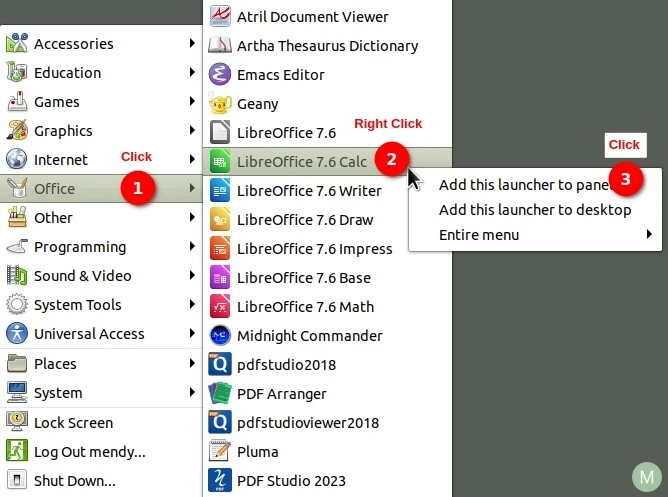 Accessories
Education
Games
Graphics
Internet
Click
Office
1
Other
Programming
Sound & Video
System Tools
Universal Access
Places
System
Lock Screen
Log Out mendy...
Shut Down...
Atril Document Viewer
Artha Thesaurus Dictionary
Emacs Editor
Geany
LibreOffice 7.6
Right Click
LibreOffice 7.6 Calc
2
LibreOffice 7.6 Writer
LibreOffice 7.6 Draw
LibreOffice 7.6 Impress
LibreOffice 7.6 Base
LibreOffice 7.6 Math
Midnight Commander
pdfstudio2018
PDF Arranger
pdfstudioviewer2018
Pluma
PDF Studio 2023
Click
3
Add this launcher to panel
Add this launcher to desktop
Entire menu
M